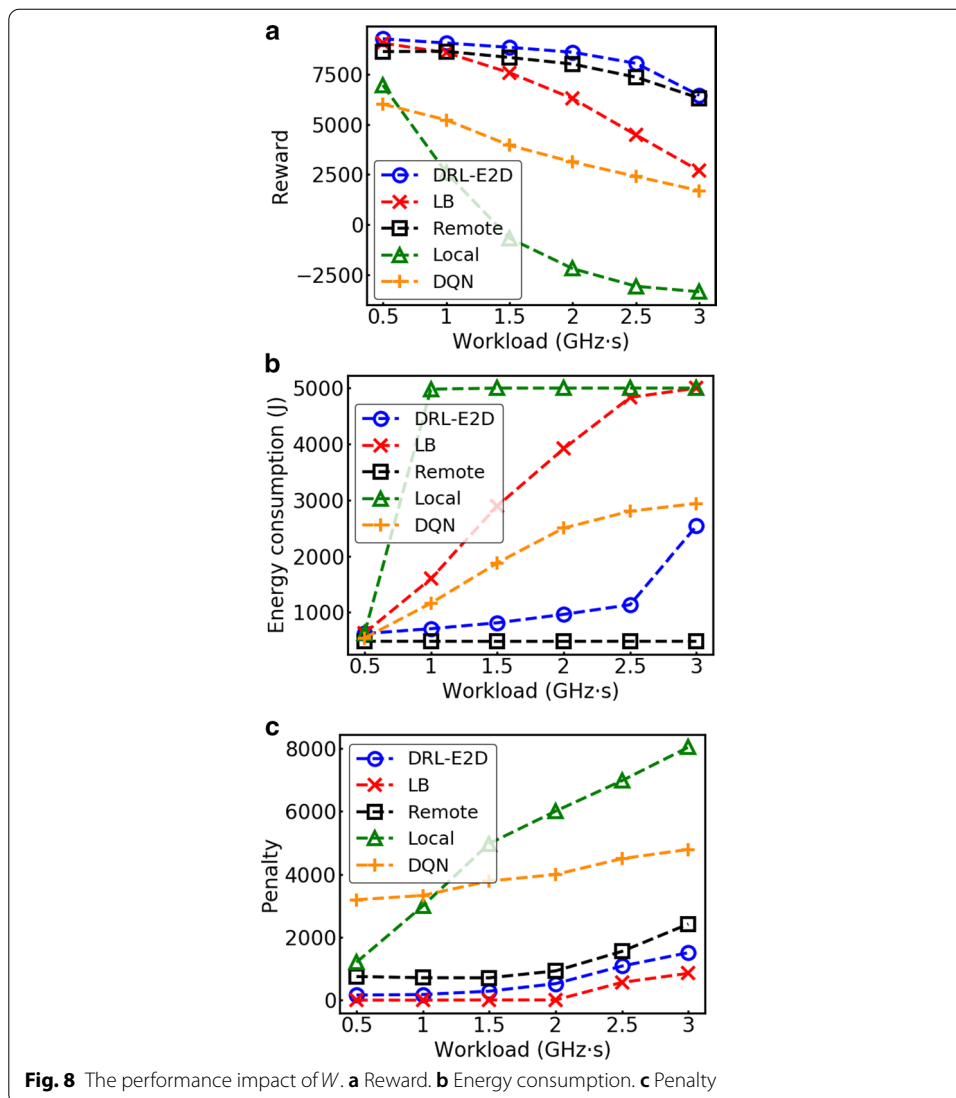 a
7500
5000
2500
0
−2500
Reward
DRL-E2D
LB
Remote
Local
DQN
0.5 1 1.5 2 2.5 3
Workload (GHz·s)
b
5000
4000
3000
2000
1000
Energy consumption (J)
DRL-E2D
LB
Remote
Local
DQN
0.5 1 1.5 2 2.5 3
Workload (GHz·s)
c
8000
6000
4000
2000
0
Penalty
DRL-E2D
LB
Remote
Local
DQN
0.5 1 1.5 2 2.5 3
Workload (GHz·s)
Fig. 8 The performance impact of W. a Reward. b Energy consumption. c Penalty